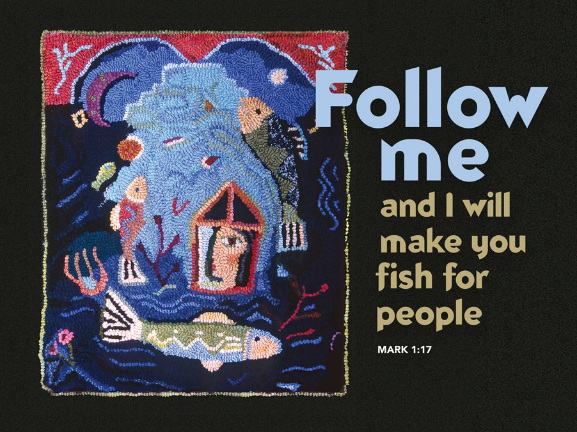 Follow
me
and I will
make you
fish for
people
MARK 1:17